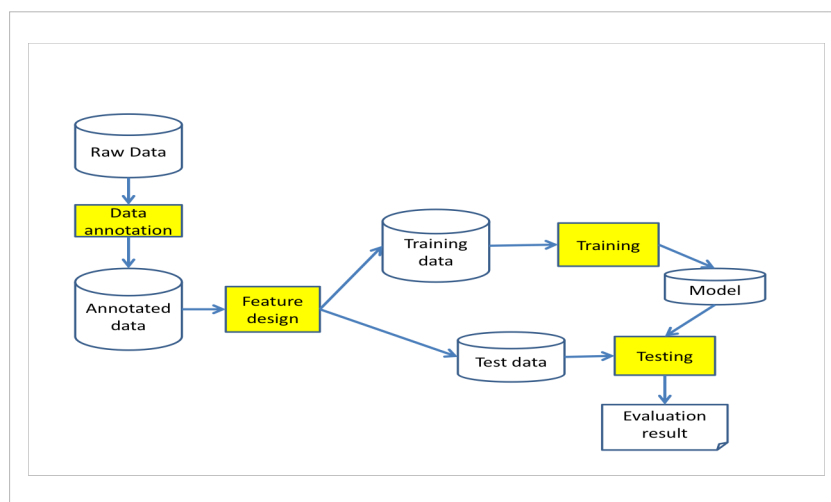 Raw Data
Data
annotation
Annotated
data
Feature
design
Training
data
Training
Model
Test data
Testing
Evaluation
result